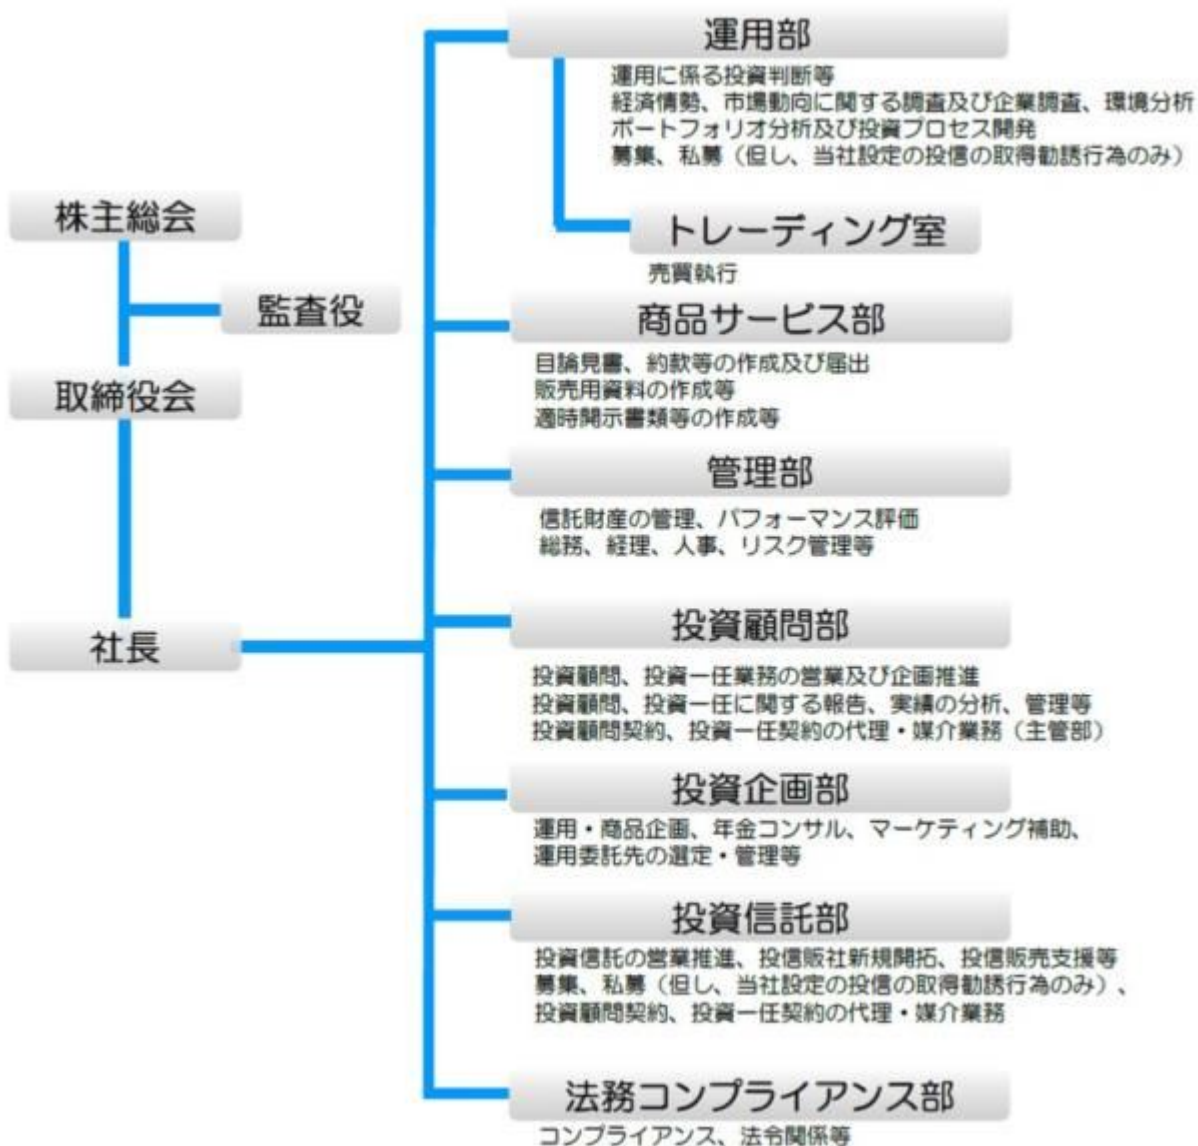 運用部
運用に係る投資判断等
経済情勢、市場動向に関する調査及び企業調査、環境分析
ポートフォリオ分析及び投資プロセス開発
募集、私募（但し、当社設定の投信の取得勧誘行為のみ）
株主総会
トレーディング室
売買執行
監査役
商品サービス部
目論見書、約款等の作成及び届出
販売用資料の作成等
適時開示書類等の作成等
取締役会
管理部
信託財産の管理、パフォーマンス評価
総務、経理、人事、リスク管理等
社長
投資顧問部
投資顧問、投資一任業務の営業及び企画推進
投資顧問、投資一任に関する報告、実績の分析、管理等
投資顧問契約、投資一任契約の代理・媒介業務（主管部）
投資企画部
運用・商品企画、年金コンサル、マーケティング補助、
運用委託先の選定・管理等
投資信託部
投資信託の営業推進、投信販社新規開拓、投信販売支援等
募集、私募（但し、当社設定の投信の取得勧誘行為のみ）、
投資顧問契約、投資一任契約の代理・媒介業務
法務コンプライアンス部
コンプライアンス、法令関係等